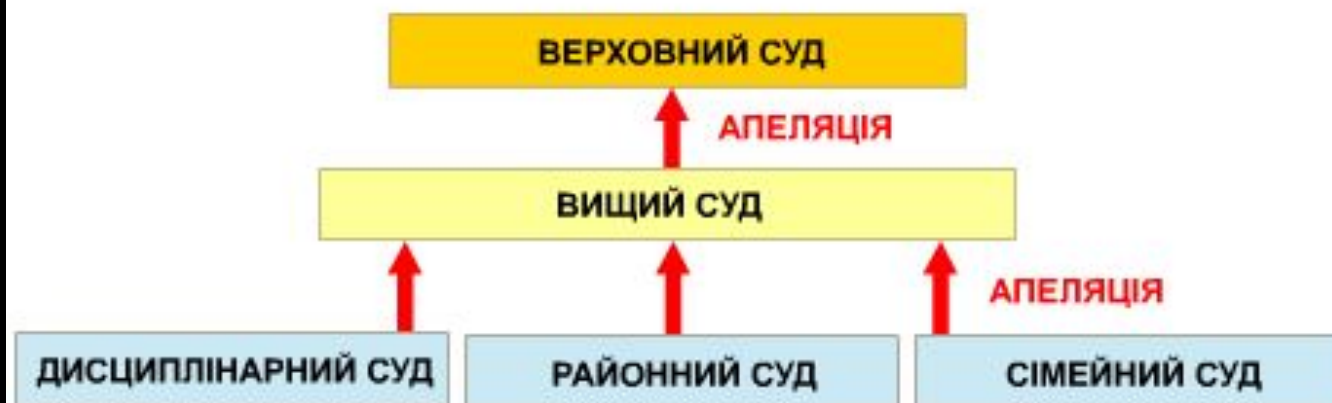 ВЕРХОВНИЙ СУД
АПЕЛЯЦІЯ
ВИЩИЙ СУД
АПЕЛЯЦІЯ
ДИСЦИПЛІНАРНИЙ СУД
РАЙОННИЙ СУД
СІМЕЙНИЙ СУД